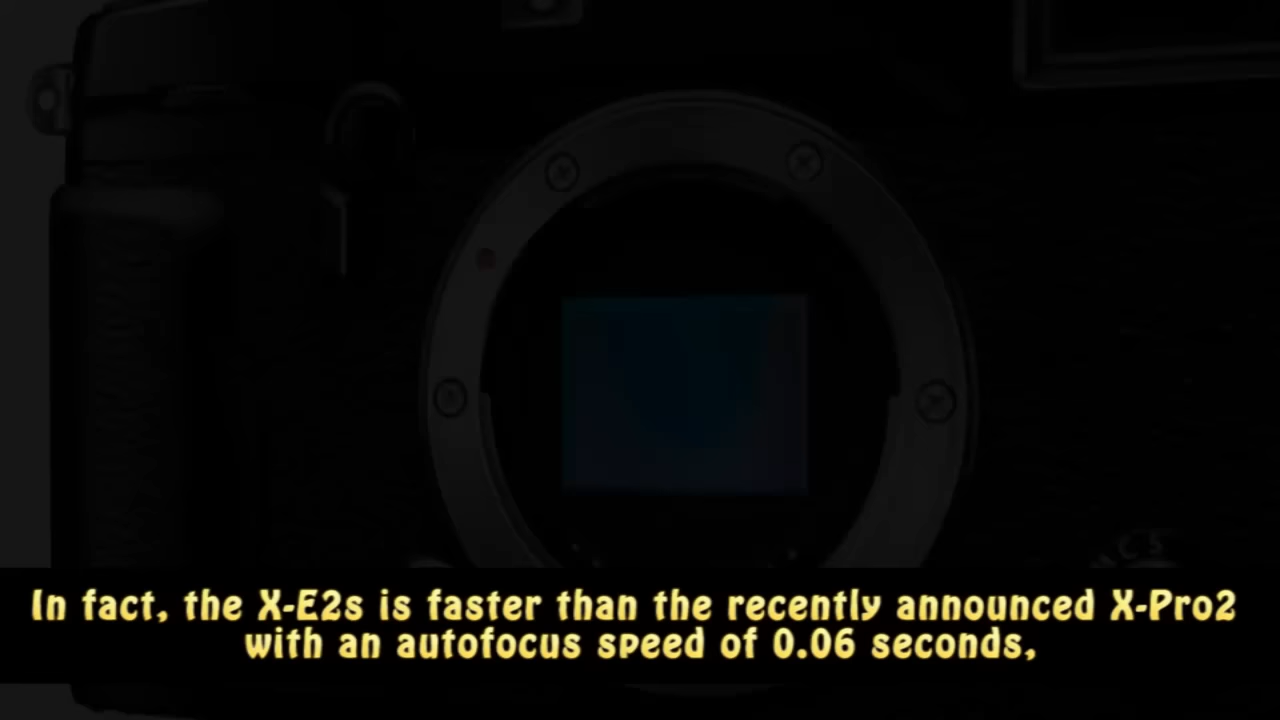 In fact, the X-E2s is faster than the recently announced X-Pro2
with an autofocus speed of 0.06 seconds,